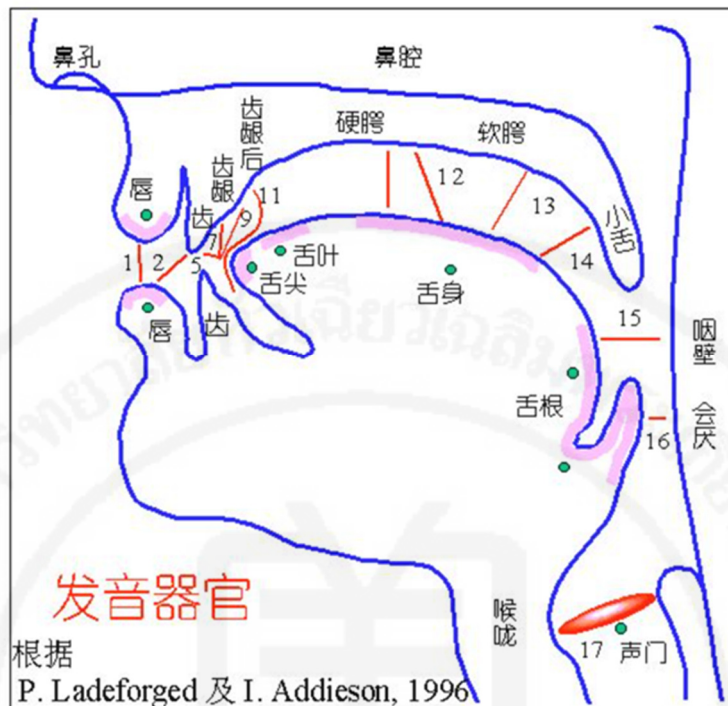 鼻孔
鼻腔
齿龈后
硬腭
软腭
齿龈
唇
齿
11
12
9
13
小舌
7
1
2
5
舌叶
舌尖
舌身
14
唇
齿
15
咽壁
舌根
会厌
16
发音器官
喉咙
17 声门
根据
P. Ladeforged 及 I. Addieson, 1996